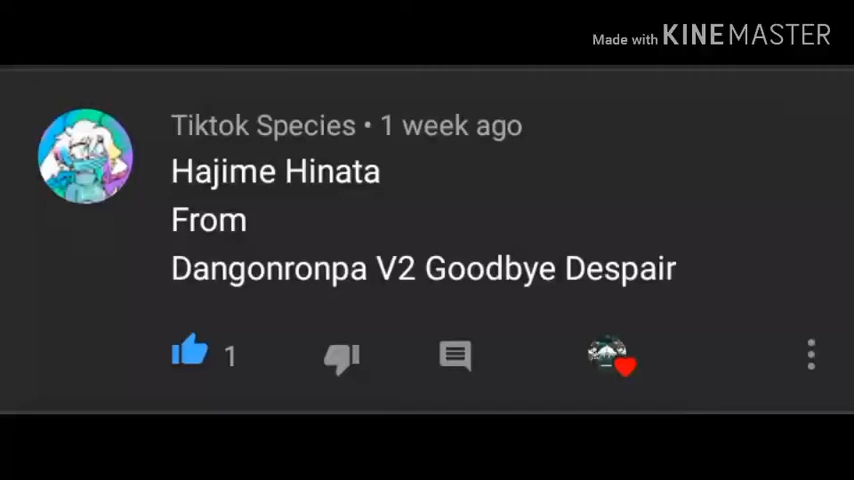 Made with KINEMASTER
Tiktok Species • 1 week ago
Hajime Hinata
From
Dangonronpa V2 Goodbye Despair
1